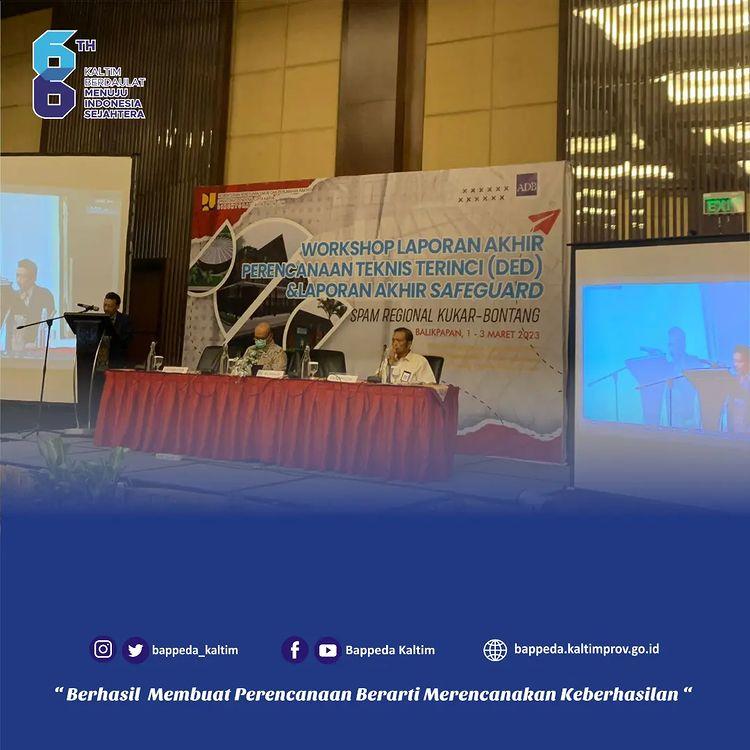 66TH
KALTIM
BERDAULAT
MENUJU
INDONESIA
SEJAHTERA
ADB
EXIT
WORKSHOP LAPORAN AKHIR
PERENCANAAN TEKNIS TERINCI (DED)
&LAPORAN AKHIR SAFEGUARD
SPAM REGIONAL KUKAR-BONTANG
BALIKPAPAN, 1 - 3 MARET 2023
bappeda_kaltim
Bappeda Kaltim
bappeda.kaltimprov.go.id
“ Berhasil Membuat Perencanaan Berarti Merencanakan Keberhasilan “